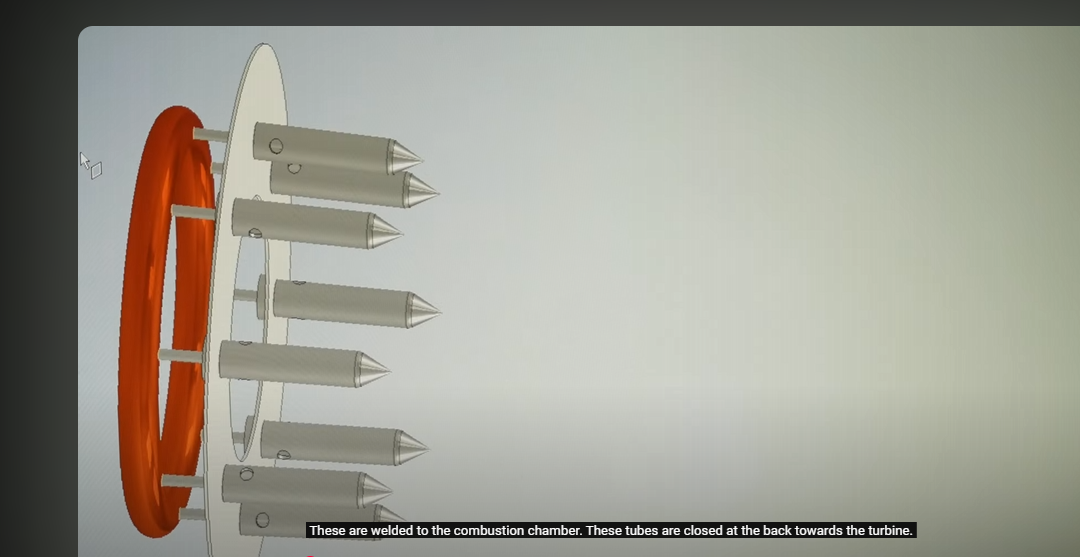 These are welded to the combustion chamber. These tubes are closed at the back towards the turbine.